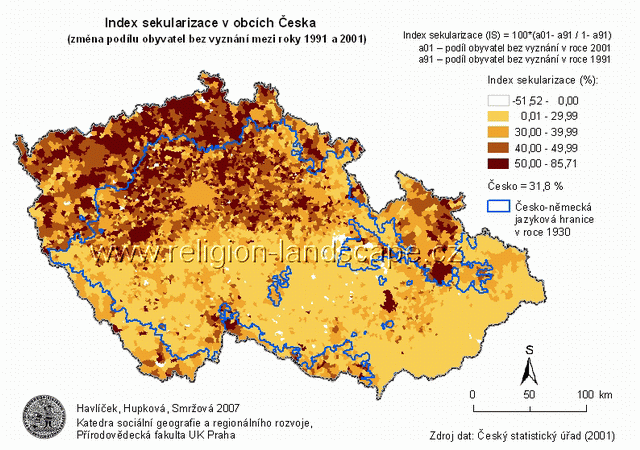 Index sekularizace v obcích Česka
(změna podílu obyvatel bez vyznání mezi roky 1991 a 2001)
Index sekularizace (IS) = 100*(a01- a91 / 1- a91)
a01 – podíl obyvatel bez vyznání v roce 2001
a91 – podíl obyvatel bez vyznání v roce 1991
Index sekularizace (%):
-51,52 - 0,00
0,01 - 29,99
30,00 - 39,99
40,00 - 49,99
50,00 - 85,71
Česko = 31,8 %
Česko-německá
jazyková hranice
v roce 1930
www.religion-landscape.cz
S
0 50 100 km
Havlíček, Hupková, Smržová 2007
Katedra sociální geografie a regionálního rozvoje,
Přírodovědecká fakulta UK Praha
Zdroj dat: Český statistický úřad (2001)